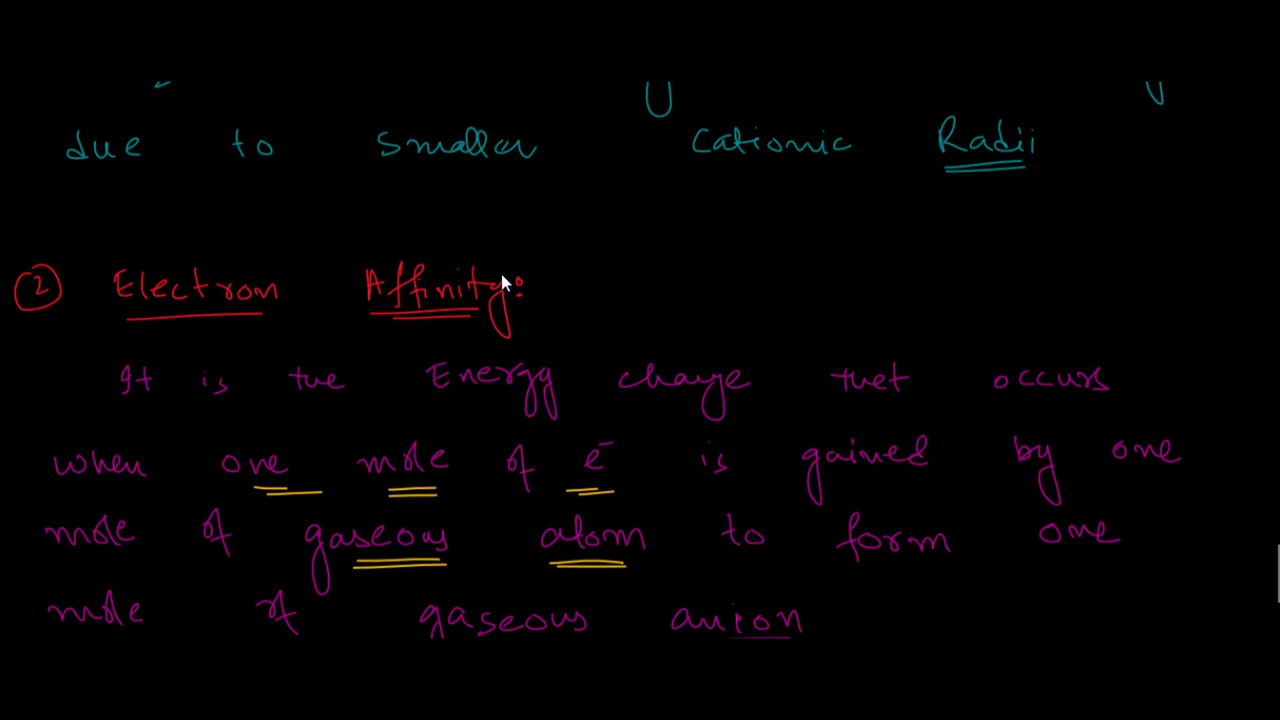 due to smaller cationic Radii
② Electron Affinity:
It is the Energy change that occurs
when one mole of e⁻ is gained by one
mole of gaseous atom to form one
mole of gaseous anion